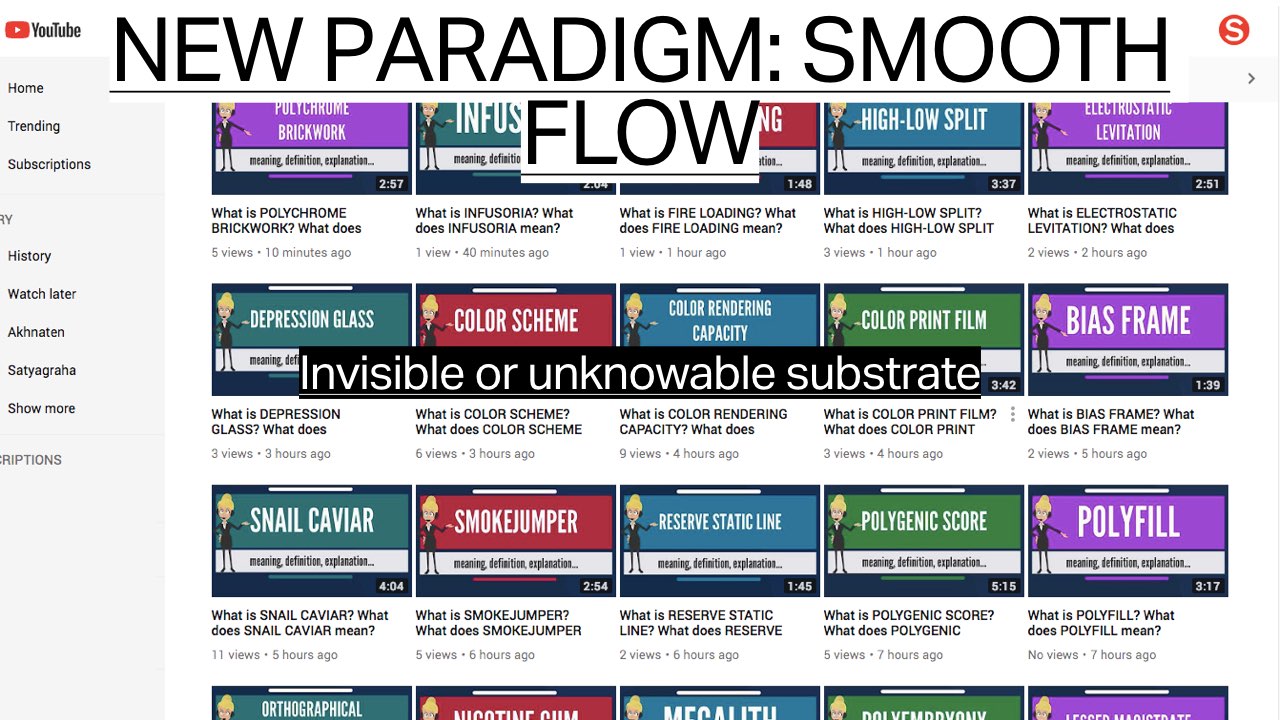 YouTube
NEW PARADIGM: SMOOTH
FLOW
S
Home
Trending
Subscriptions
RY
History
Watch later
Akhnaten
Satyagraha
Show more
CRIPTIONS
POLYCHROME
BRICKWORK
meaning, definition, explanation...
2:57
INFUS
meaning, definition
2:04
NG
1:48
HIGH-LOW SPLIT
meaning, definition, explanation...
3:37
ELECTROSTATIC
LEVITATION
meaning, definition, explanation...
2:51
What is POLYCHROME
BRICKWORK? What does
5 views • 10 minutes ago
What is INFUSORIA? What
does INFUSORIA mean?
1 view • 40 minutes ago
What is FIRE LOADING? What
does FIRE LOADING mean?
1 view • 1 hour ago
What is HIGH-LOW SPLIT?
What does HIGH-LOW SPLIT
3 views • 1 hour ago
What is ELECTROSTATIC
LEVITATION? What does
2 views • 2 hours ago
DEPRESSION GLASS
meaning, def
COLOR SCHEME
COLOR RENDERING
CAPACITY
COLOR PRINT FILM
3:42
BIAS FRAME
meaning, definition, explanation...
1:39
Invisible or unknowable substrate
What is DEPRESSION
GLASS? What does
3 views • 3 hours ago
What is COLOR SCHEME?
What does COLOR SCHEME
6 views • 3 hours ago
What is COLOR RENDERING
CAPACITY? What does
9 views • 4 hours ago
What is COLOR PRINT FILM?
What does COLOR PRINT
3 views • 4 hours ago
What is BIAS FRAME? What
does BIAS FRAME mean?
2 views • 5 hours ago
SNAIL CAVIAR
meaning, definition, explanation...
4:04
SMOKEJUMPER
meaning, definition, explanation...
2:54
RESERVE STATIC LINE
meaning, definition, explanation...
1:45
POLYGENIC SCORE
meaning, definition, explanation...
5:15
POLYFILL
meaning, definition, explanation...
3:17
What is SNAIL CAVIAR? What
does SNAIL CAVIAR mean?
11 views • 5 hours ago
What is SMOKEJUMPER?
What does SMOKEJUMPER
5 views • 6 hours ago
What is RESERVE STATIC
LINE? What does RESERVE
2 views • 6 hours ago
What is POLYGENIC SCORE?
What does POLYGENIC
5 views • 7 hours ago
What is POLYFILL? What
does POLYFILL mean?
No views • 7 hours ago
ORTHOGRAPHICAL
NICOTINE GUM
MEGALITH
POLYEMBRYONY
LESSER MAGISTRATE